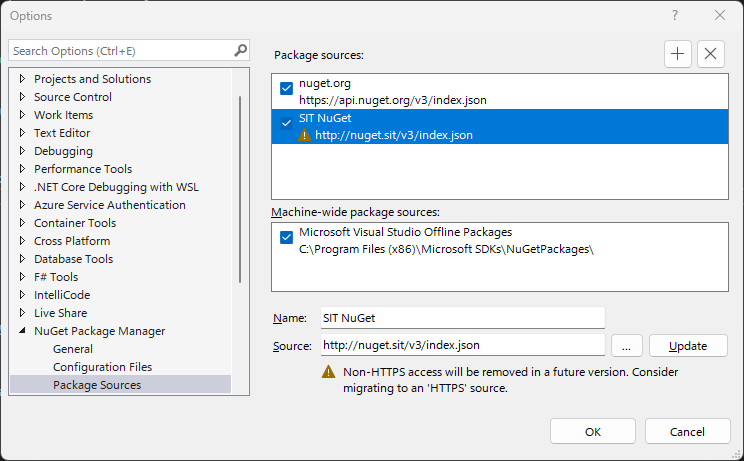 Options
Search Options (Ctrl+E)
Projects and Solutions
Source Control
Work Items
Text Editor
Debugging
Performance Tools
.NET Core Debugging with WSL
Azure Service Authentication
Container Tools
Cross Platform
Database Tools
F# Tools
IntelliCode
Live Share
NuGet Package Manager
General
Configuration Files
Package Sources
Package sources:
nuget.org
https://api.nuget.org/v3/index.json
SIT NuGet
http://nuget.sit/v3/index.json
Machine-wide package sources:
Microsoft Visual Studio Offline Packages
C:\Program Files (x86)\Microsoft SDKs\NuGetPackages\
Name: SIT NuGet
Source: http://nuget.sit/v3/index.json ... Update
Non-HTTPS access will be removed in a future version. Consider
migrating to an 'HTTPS' source.
OK Cancel